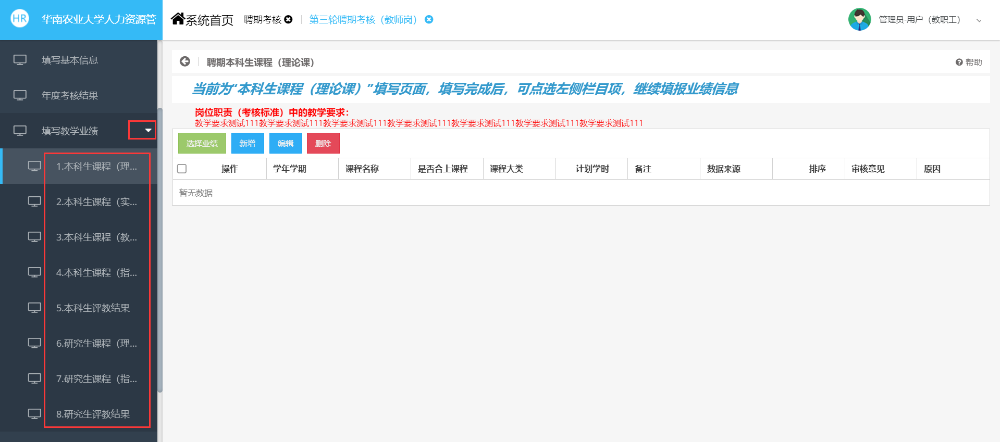 HR 华南农业大学人力资源管
系统首页 聘期考核 第三轮聘期考核（教师岗） 管理员-用户（教职工）
填写基本信息
年度考核结果
填写教学业绩
1.本科生课程（理...
2.本科生课程（实...
3.本科生课程（教...
4.本科生课程（指...
5.本科生评教结果
6.研究生课程（理...
7.研究生课程（指...
8.研究生评教结果
聘期本科生课程（理论课） 帮助
当前为“本科生课程（理论课）”填写页面，填写完成后，可点选左侧栏目项，继续填报业绩信息
岗位职责（考核标准）中的教学要求：
教学要求测试111教学要求测试111教学要求测试111教学要求测试111教学要求测试111教学要求测试111教学要求测试111
选择业绩 新增 编辑 删除
操作 学年学期 课程名称 是否合上课程 课程大类 计划学时 备注 数据来源 排序 审核意见 原因
暂无数据